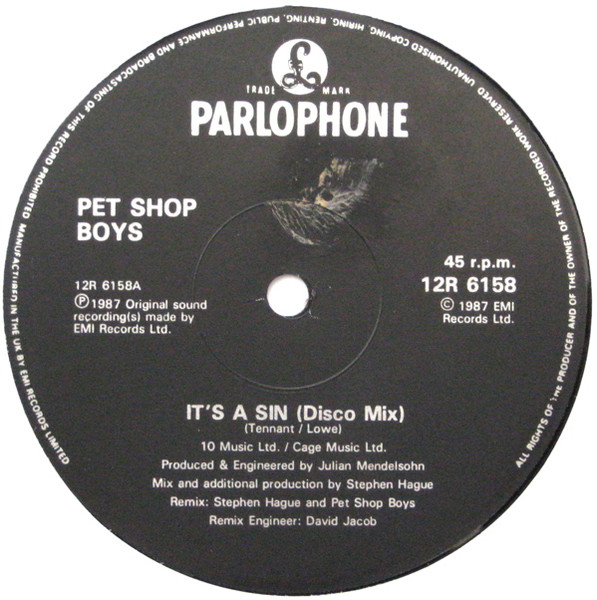 ALL RIGHTS OF THE PRODUCER AND OF THE OWNER OF THE RECORDED WORK RESERVED UNAUTHORISED COPYING, HIRING, RENTING, PUBLIC PERFORMANCE AND BROADCASTING OF THIS RECORD PROHIBITED MANUFACTURED IN THE UK BY EMI RECORDS LIMITED
£
TRADE MARK
PARLOPHONE
PET SHOP
BOYS
45 r.p.m.
12R 6158A
12R 6158
Ⓟ1987 Original sound
recording(s) made by
EMI Records Ltd.
© 1987 EMI
Records Ltd.
IT'S A SIN (Disco Mix)
(Tennant / Lowe)
10 Music Ltd. / Cage Music Ltd.
Produced & Engineered by Julian Mendelsohn
Mix and additional production by Stephen Hague
Remix: Stephen Hague and Pet Shop Boys
Remix Engineer: David Jacob